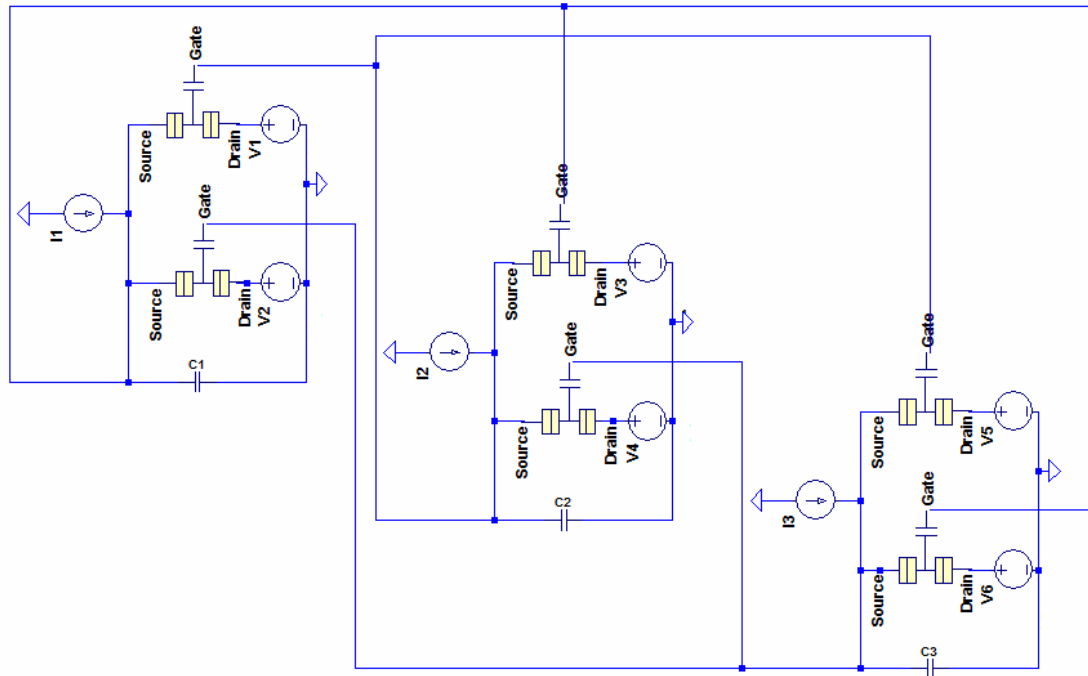 Gate
Source
Drain
V1
I1
Gate
Source
Drain
V2
C1
Gate
Source
Drain
V3
I2
Gate
Source
Drain
V4
C2
Gate
Source
Drain
V5
I3
Gate
Source
Drain
V6
C3